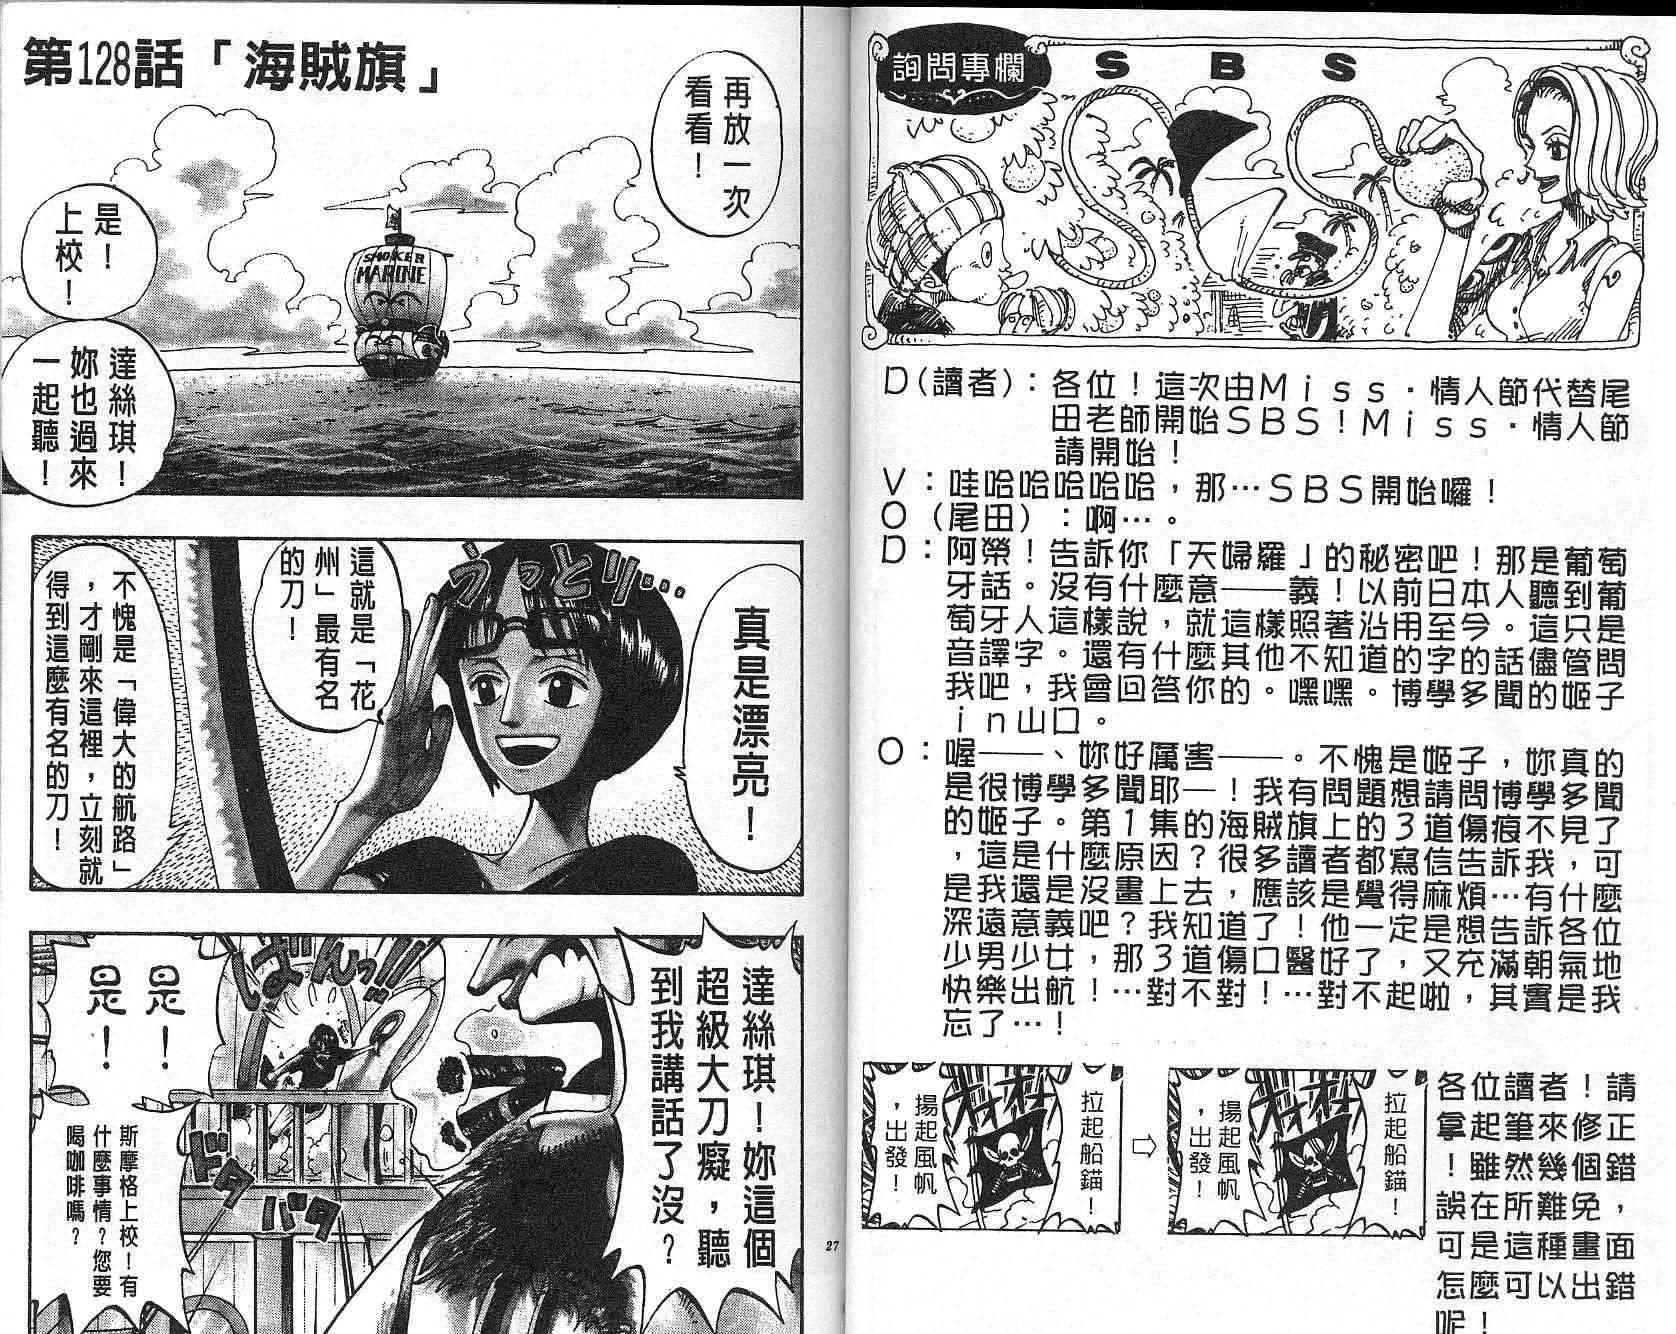 詢問專欄
S B S
D(讀者):各位!這次由Miss·情人節代替尾
田老師開始SBS!Miss·情人節
請開始!
V:哇哈哈哈哈哈,那…SBS開始囉!
O(尾田):啊…。
D:阿榮!告訴你「天婦羅」的秘密吧!那是葡萄
牙話。沒有什麼意——義!以前日本人聽到葡
萄牙人這樣說,就這樣照著沿用至今。這只是
音譯字。還有什麼其他不知道的字的話儘管問
我吧,我會回答你的。嘿嘿。博學多聞的姬子
in山口。
O:喔——、妳好厲害——。不愧是姬子,妳真的
是很博學多聞耶—!我有問題想請問博學多聞
的姬子。第1集的海賊旗上的3道傷痕不見了
,這是什麼原因?很多讀者都寫信告訴我,可
是我還是沒畫上去,應該是覺得麻煩…有什麼
深遠意義吧?我知道了!他一定是想告訴各位
少男少女,那3道傷口醫好了,又充滿朝氣地
快樂出航!…對不對!…對不起啦,其實是我
忘了…!
拉起船錨!
揚起風帆
,出發!
⇨
拉起船錨!
揚起風帆
,出發!
各位讀者!請
拿起筆來修正
!雖然幾個錯
誤在所難免,
可是這種畫面
怎麼可以出錯
呢!
27
第128話「海賊旗」
再放一次
看看!
SMOKER
MARINE
是!
上校!
達絲琪!
妳也過來
一起聽!
真是漂亮!
うっとり…
這就是「花
州」最有名
的刀!
不愧是「偉大的航路」
,才剛來這裡,立刻就
得到這麼有名的刀!
達絲琪!妳這個
超級大刀癡,聽
到我講話了沒?
ばんっ!!
是!
是!
ドタ
バタ
斯摩格上校!有
什麼事情?您要
喝咖啡嗎?